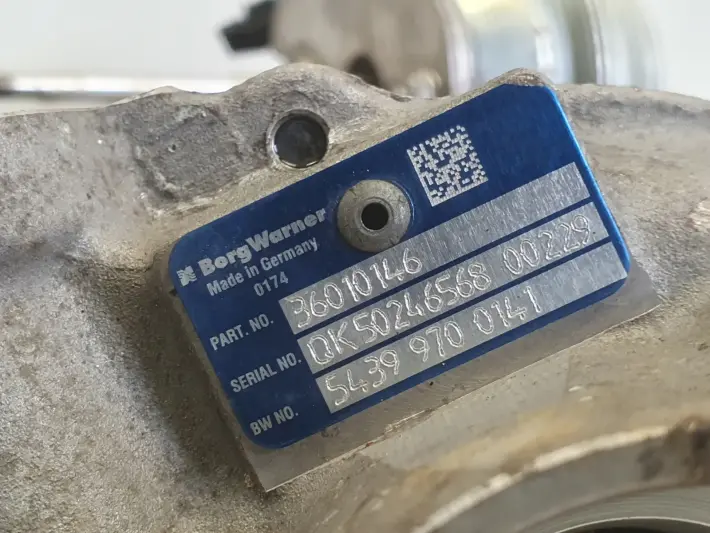 BorgWarner
Made in Germany
0174
PART. NO. 36010146
SERIAL NO. QK50246568 00229
BW NO. 5439 970 0141